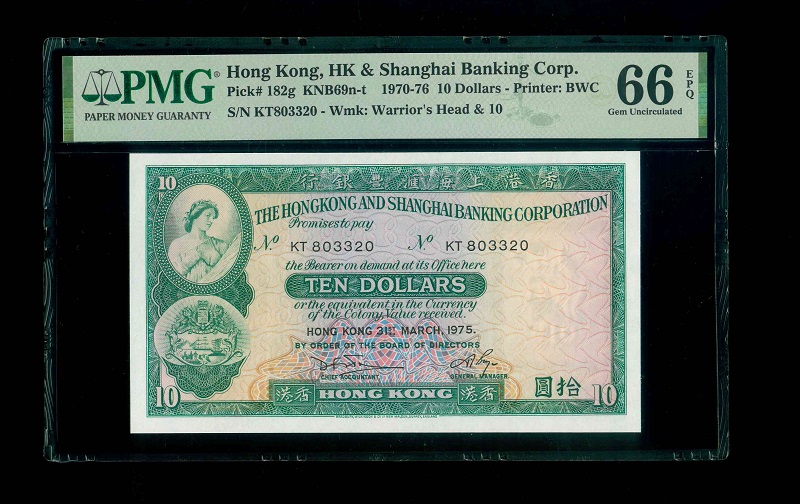 PMG®
PAPER MONEY GUARANTY
Hong Kong, HK & Shanghai Banking Corp.
Pick# 182g KNB69n-t 1970-76 10 Dollars - Printer: BWC
S/N KT803320 - Wmk: Warrior's Head & 10
66 EPQ
Gem Uncirculated
10
行銀豐滙海上港香
THE HONGKONG AND SHANGHAI BANKING CORPORATION
Promises to pay
No KT 803320 No KT 803320
the Bearer on demand at its Office here
TEN DOLLARS
or the equivalent in the Currency
of the Colony, Value received.
HONG KONG 31ST MARCH, 1975.
BY ORDER OF THE BOARD OF DIRECTORS
CHIEF ACCOUNTANT GENERAL MANAGER
10 港香 HONG KONG 港香 圓拾 10